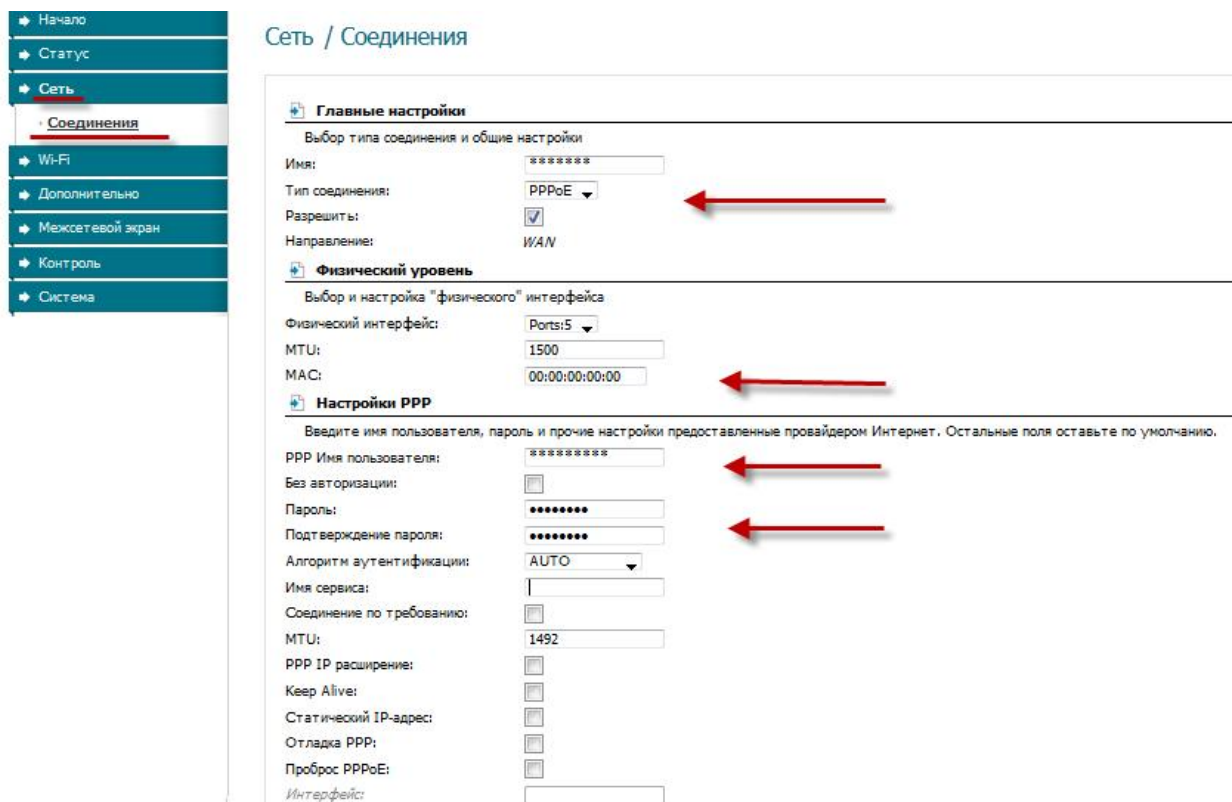 Начало
Статус
Сеть
Соединения
Wi-Fi
Дополнительно
Межсетевой экран
Контроль
Система
Сеть / Соединения
Главные настройки
Выбор типа соединения и общие настройки
Имя: *******
Тип соединения: PPPoE
Разрешить:
Направление: WAN
Физический уровень
Выбор и настройка "физического" интерфейса
Физический интерфейс: Ports:5
MTU: 1500
MAC: 00:00:00:00:00
Настройки PPP
Введите имя пользователя, пароль и прочие настройки предоставленные провайдером Интернет. Остальные поля оставьте по умолчанию.
PPP Имя пользователя: *********
Без авторизации:
Пароль: ••••••••
Подтверждение пароля: ••••••••
Алгоритм аутентификации: AUTO
Имя сервиса:
Соединение по требованию:
MTU: 1492
PPP IP расширение:
Keep Alive:
Статический IP-адрес:
Отладка PPP:
Проброс PPPoE:
Интерфейс: